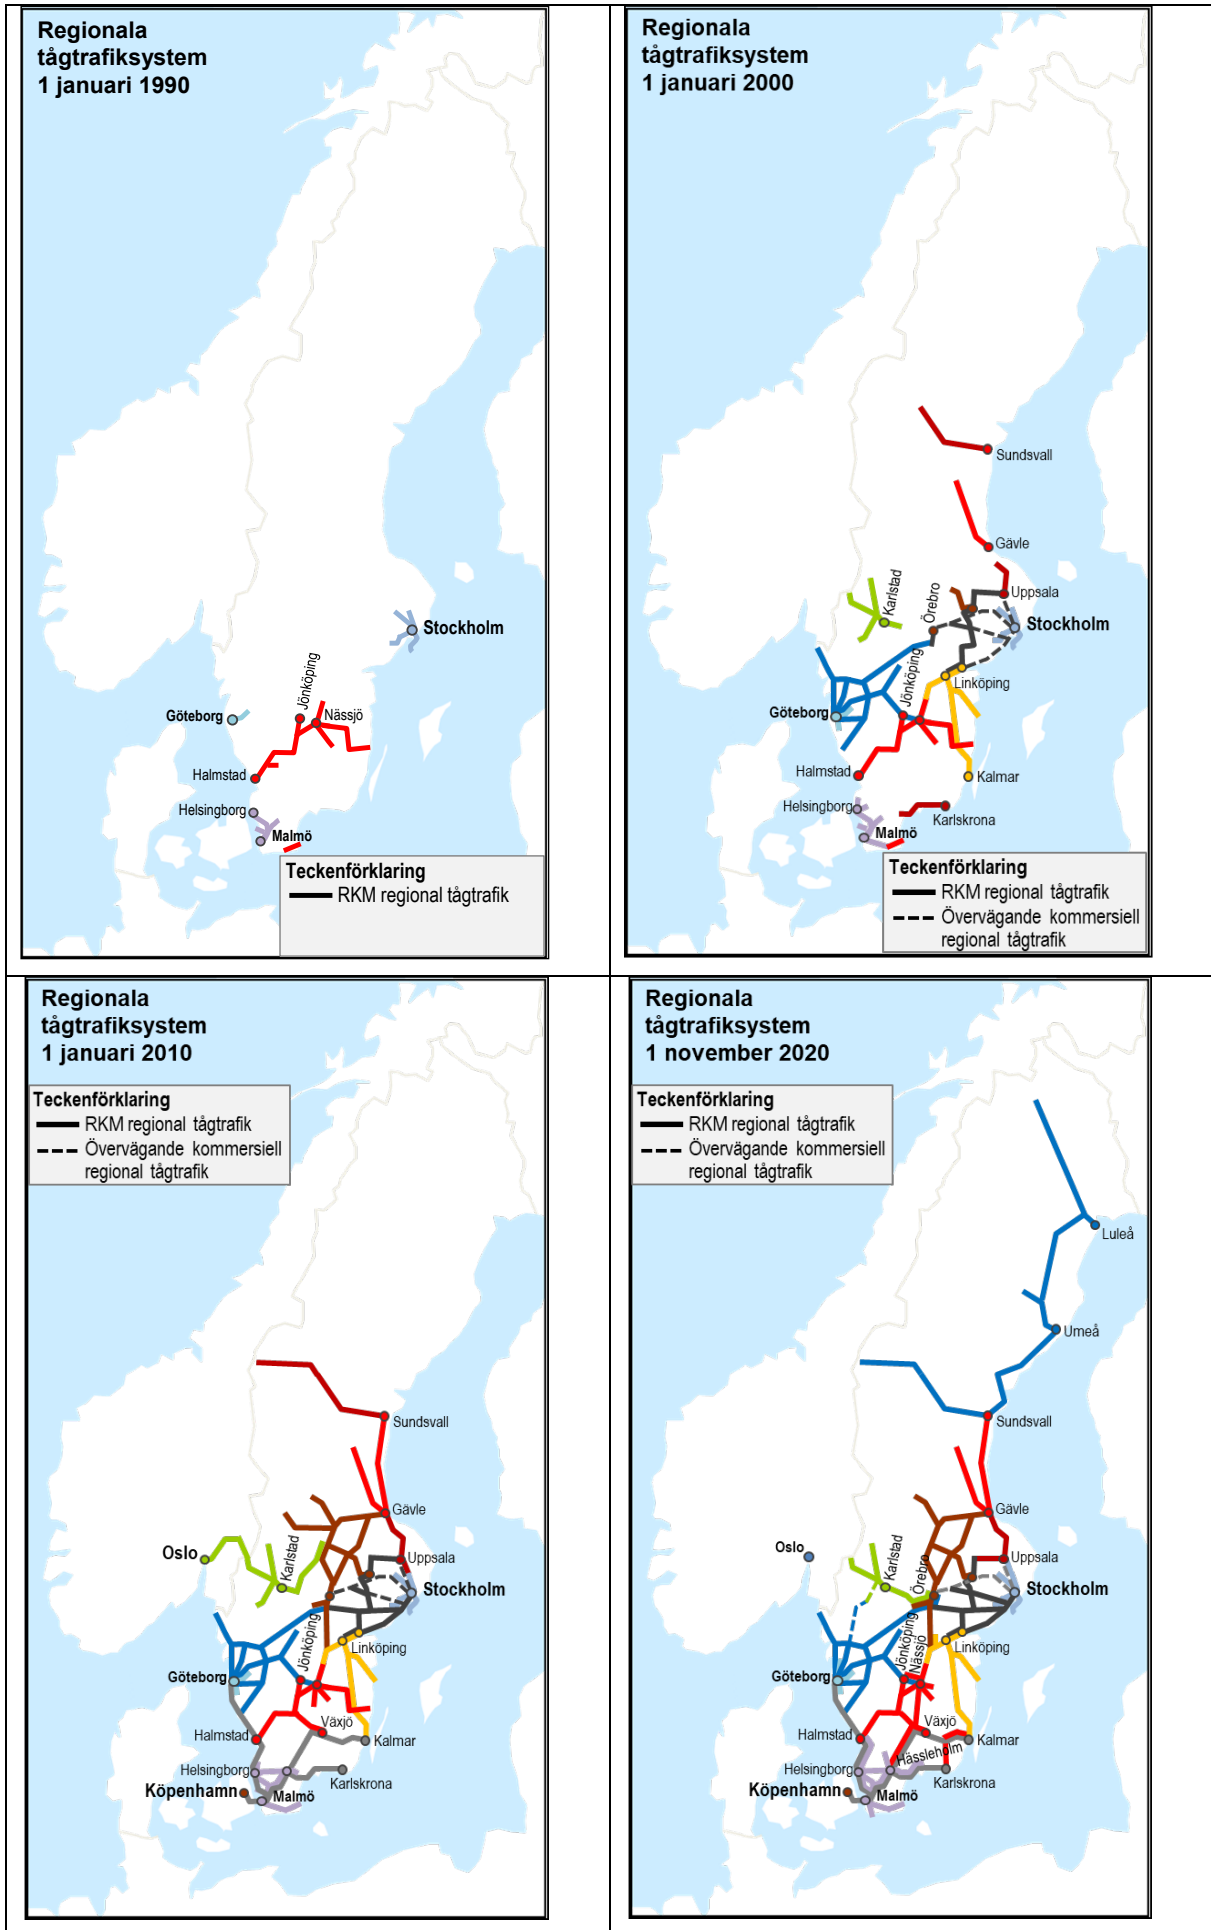 Regionala
tågtrafiksystem
1 januari 1990
Stockholm
Jönköping
Göteborg
Nässjö
Halmstad
Helsingborg
Malmö
Teckenförklaring
RKM regional tågtrafik
Regionala
tågtrafiksystem
1 januari 2000
Sundsvall
Gävle
Karlstad
Örebro
Uppsala
Stockholm
Jönköping
Linköping
Göteborg
Halmstad
Kalmar
Helsingborg
Karlskrona
Malmö
Teckenförklaring
RKM regional tågtrafik
Övervägande kommersiell
regional tågtrafik
Regionala
tågtrafiksystem
1 januari 2010
Teckenförklaring
RKM regional tågtrafik
Övervägande kommersiell
regional tågtrafik
Sundsvall
Gävle
Oslo
Karlstad
Uppsala
Stockholm
Jönköping
Linköping
Göteborg
Växjö
Halmstad
Kalmar
Helsingborg
Karlskrona
Köpenhamn
Malmö
Regionala
tågtrafiksystem
1 november 2020
Teckenförklaring
RKM regional tågtrafik
Övervägande kommersiell
regional tågtrafik
Luleå
Umeå
Sundsvall
Gävle
Oslo
Karlstad
Örebro
Uppsala
Stockholm
Jönköping
Nässjö
Linköping
Göteborg
Växjö
Halmstad
Kalmar
Hässleholm
Helsingborg
Karlskrona
Köpenhamn
Malmö